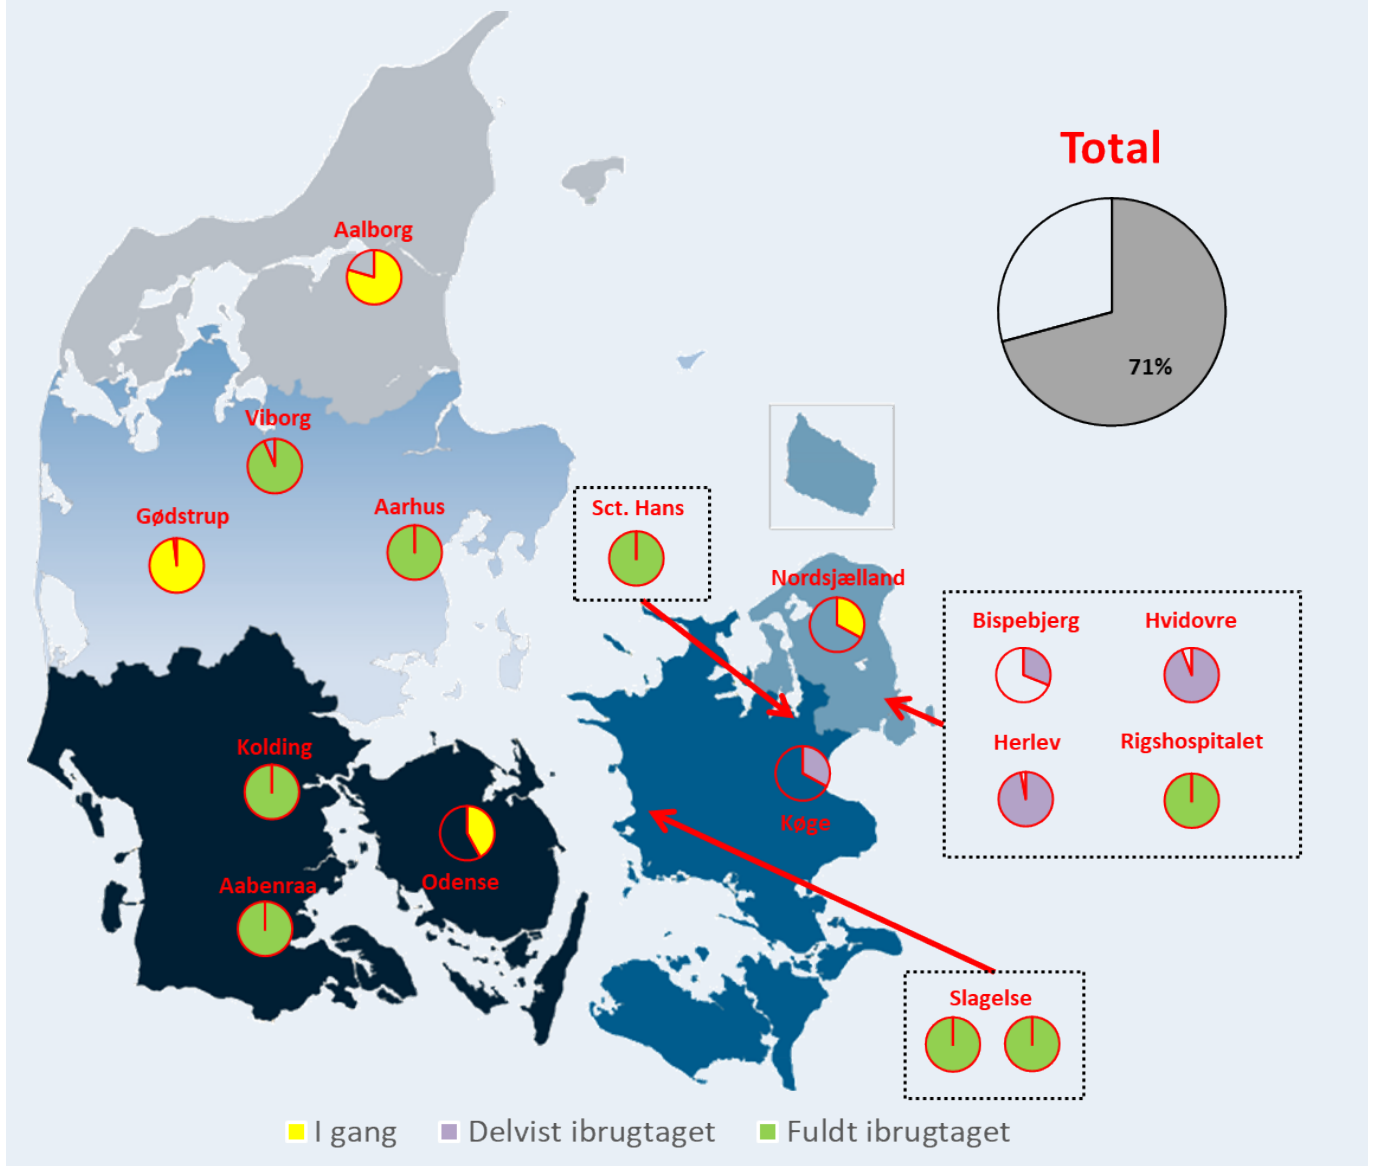 Total
71%
Aalborg
Viborg
Gødstrup
Aarhus
Sct. Hans
Nordsjælland
Bispebjerg
Hvidovre
Herlev
Rigshospitalet
Kolding
Køge
Odense
Aabenraa
Slagelse
I gang
Delvist ibrugtaget
Fuldt ibrugtaget